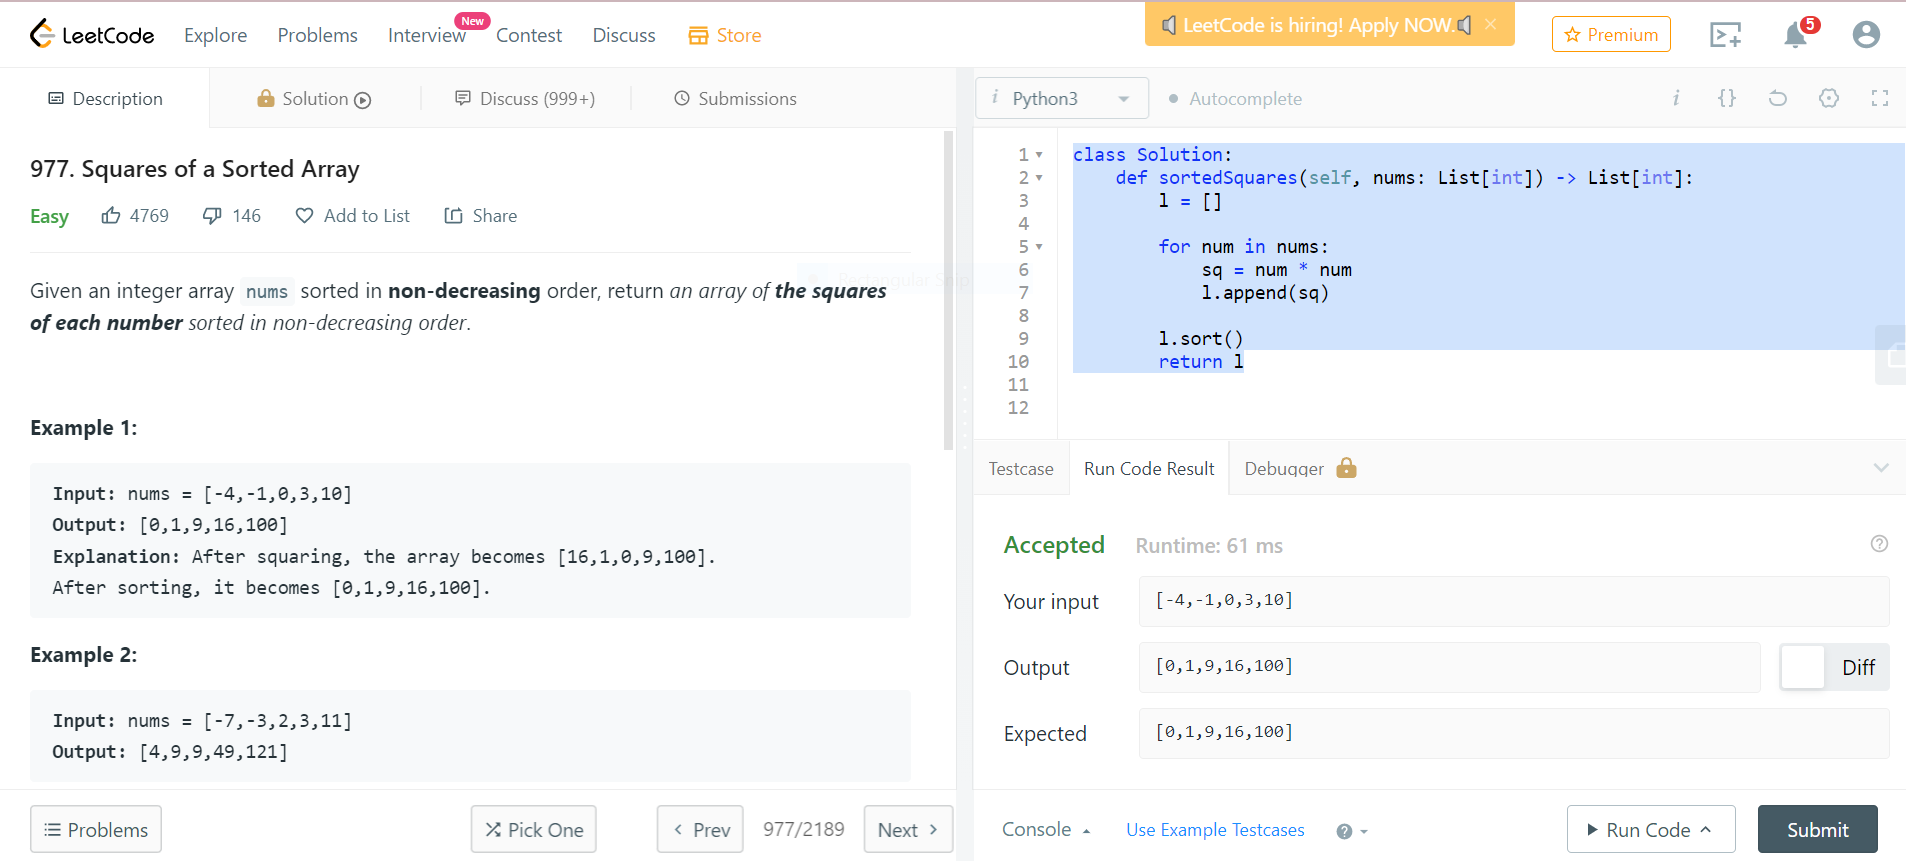 LeetCode Explore Problems Interview New Contest Discuss Store LeetCode is hiring! Apply NOW. × Premium 5
Description Solution Discuss (999+) Submissions
977. Squares of a Sorted Array
Easy 4769 146 Add to List Share
Given an integer array nums sorted in non-decreasing order, return an array of the squares
of each number sorted in non-decreasing order.
Example 1:
Input: nums = [-4,-1,0,3,10]
Output: [0,1,9,16,100]
Explanation: After squaring, the array becomes [16,1,0,9,100].
After sorting, it becomes [0,1,9,16,100].
Example 2:
Input: nums = [-7,-3,2,3,11]
Output: [4,9,9,49,121]
Problems Pick One < Prev 977/2189 Next >
i Python3 Autocomplete i {}
1 class Solution:
2 def sortedSquares(self, nums: List[int]) -> List[int]:
3 l = []
4
5 for num in nums:
6 sq = num * num
7 l.append(sq)
8
9 l.sort()
10 return l
11
12
Testcase Run Code Result Debugger
Accepted Runtime: 61 ms ?
Your input [-4,-1,0,3,10]
Output [0,1,9,16,100] Diff
Expected [0,1,9,16,100]
Console Use Example Testcases ? Run Code Submit
Rectangular Snip